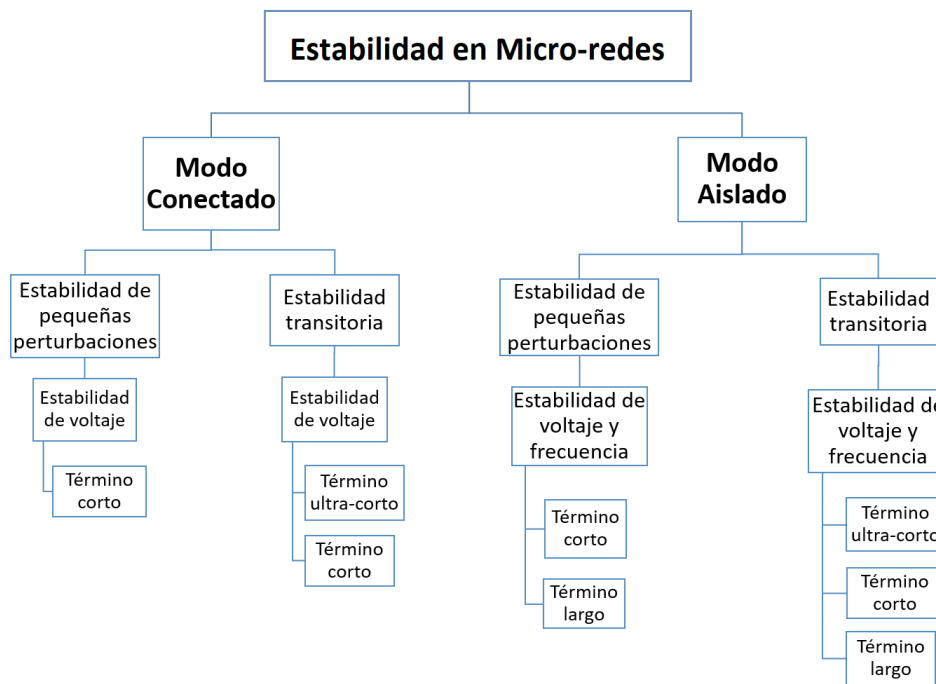 Estabilidad en Micro-redes
Modo
Conectado
Modo
Aislado
Estabilidad de
pequeñas
perturbaciones
Estabilidad
transitoria
Estabilidad de
pequeñas
perturbaciones
Estabilidad
transitoria
Estabilidad
de voltaje
Estabilidad
de voltaje
Estabilidad de
voltaje y
frecuencia
Estabilidad de
voltaje y
frecuencia
Término
corto
Término
ultra-corto
Término
corto
Término
corto
Término
largo
Término
ultra-corto
Término
corto
Término
largo